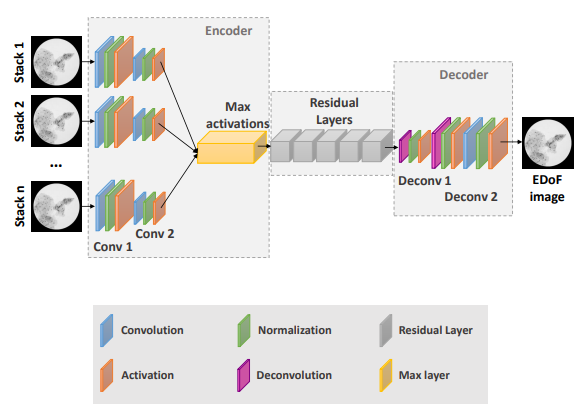 Stack 1
Stack 2
...
Stack n
Encoder
Conv 1
Conv 2
Max
activations
Residual
Layers
Decoder
Deconv 1
Deconv 2
EDoF
image
Convolution
Normalization
Residual Layer
Activation
Deconvolution
Max layer